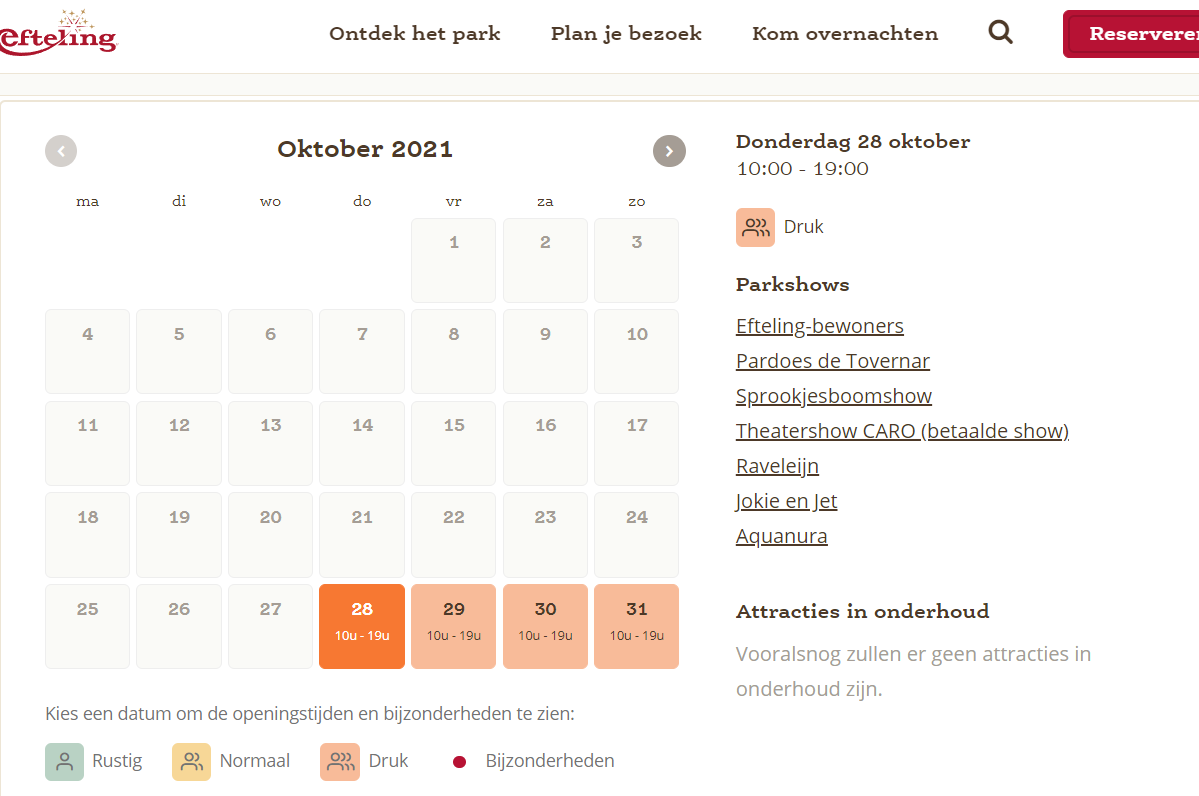 Efteling
Ontdek het park Plan je bezoek Kom overnachten
Oktober 2021
ma di wo do vr za zo
1 2 3
4 5 6 7 8 9 10
11 12 13 14 15 16 17
18 19 20 21 22 23 24
25 26 27 28 29 30 31
10u - 19u 10u - 19u 10u - 19u 10u - 19u
Kies een datum om de openingstijden en bijzonderheden te zien:
Rustig Normaal Druk Bijzonderheden
Donderdag 28 oktober
10:00 - 19:00
Druk
Parkshows
Efteling-bewoners
Pardoes de Tovernar
Sprookjesboomshow
Theatershow CARO (betaalde show)
Raveleijn
Jokie en Jet
Aquanura
Attracties in onderhoud
Vooralsnog zullen er geen attracties in
onderhoud zijn.